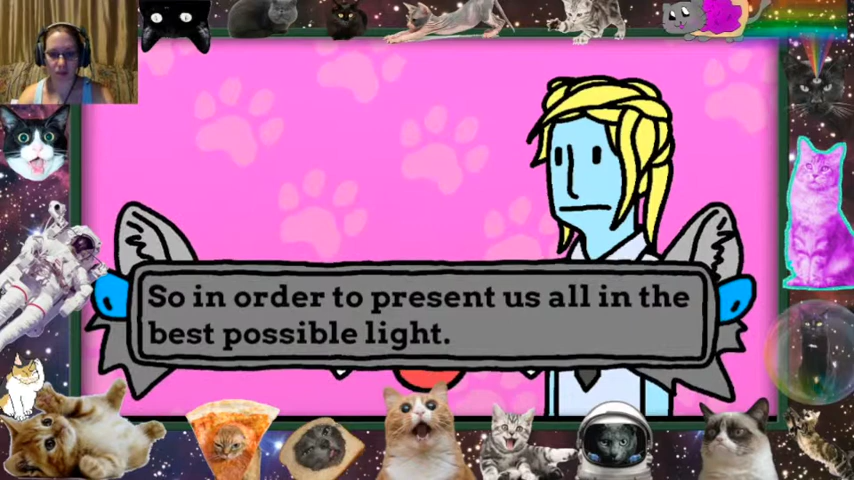 So in order to present us all in the
best possible light.